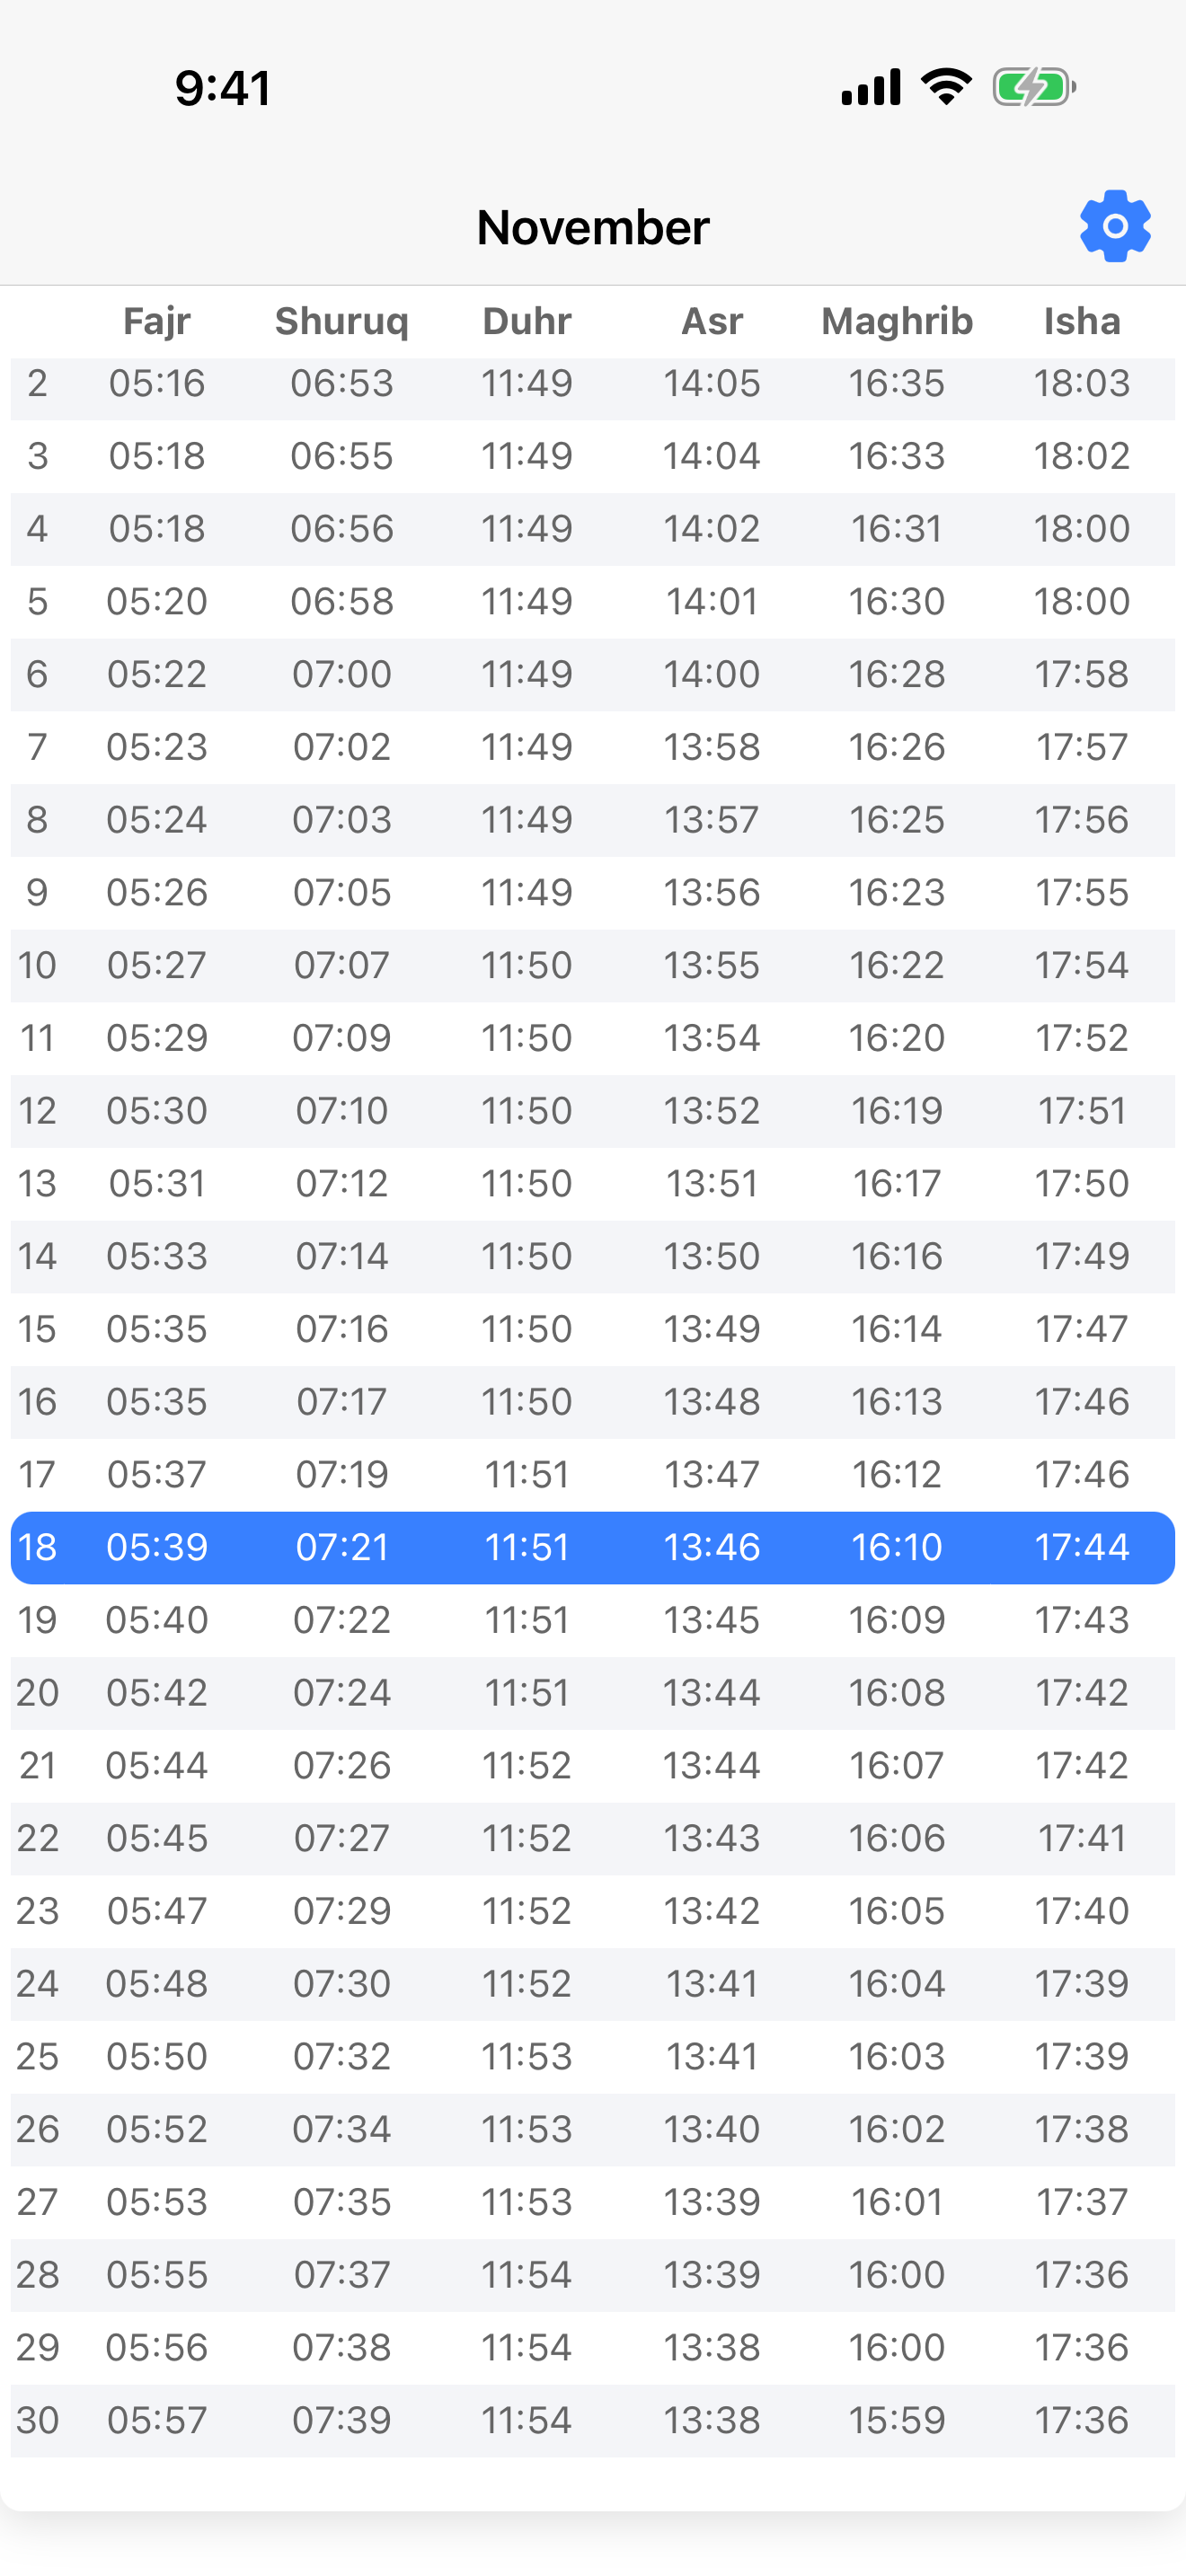 9:41
November
Fajr Shuruq Duhr Asr Maghrib Isha
2 05:16 06:53 11:49 14:05 16:35 18:03
3 05:18 06:55 11:49 14:04 16:33 18:02
4 05:18 06:56 11:49 14:02 16:31 18:00
5 05:20 06:58 11:49 14:01 16:30 18:00
6 05:22 07:00 11:49 14:00 16:28 17:58
7 05:23 07:02 11:49 13:58 16:26 17:57
8 05:24 07:03 11:49 13:57 16:25 17:56
9 05:26 07:05 11:49 13:56 16:23 17:55
10 05:27 07:07 11:50 13:55 16:22 17:54
11 05:29 07:09 11:50 13:54 16:20 17:52
12 05:30 07:10 11:50 13:52 16:19 17:51
13 05:31 07:12 11:50 13:51 16:17 17:50
14 05:33 07:14 11:50 13:50 16:16 17:49
15 05:35 07:16 11:50 13:49 16:14 17:47
16 05:35 07:17 11:50 13:48 16:13 17:46
17 05:37 07:19 11:51 13:47 16:12 17:46
18 05:39 07:21 11:51 13:46 16:10 17:44
19 05:40 07:22 11:51 13:45 16:09 17:43
20 05:42 07:24 11:51 13:44 16:08 17:42
21 05:44 07:26 11:52 13:44 16:07 17:42
22 05:45 07:27 11:52 13:43 16:06 17:41
23 05:47 07:29 11:52 13:42 16:05 17:40
24 05:48 07:30 11:52 13:41 16:04 17:39
25 05:50 07:32 11:53 13:41 16:03 17:39
26 05:52 07:34 11:53 13:40 16:02 17:38
27 05:53 07:35 11:53 13:39 16:01 17:37
28 05:55 07:37 11:54 13:39 16:00 17:36
29 05:56 07:38 11:54 13:38 16:00 17:36
30 05:57 07:39 11:54 13:38 15:59 17:36